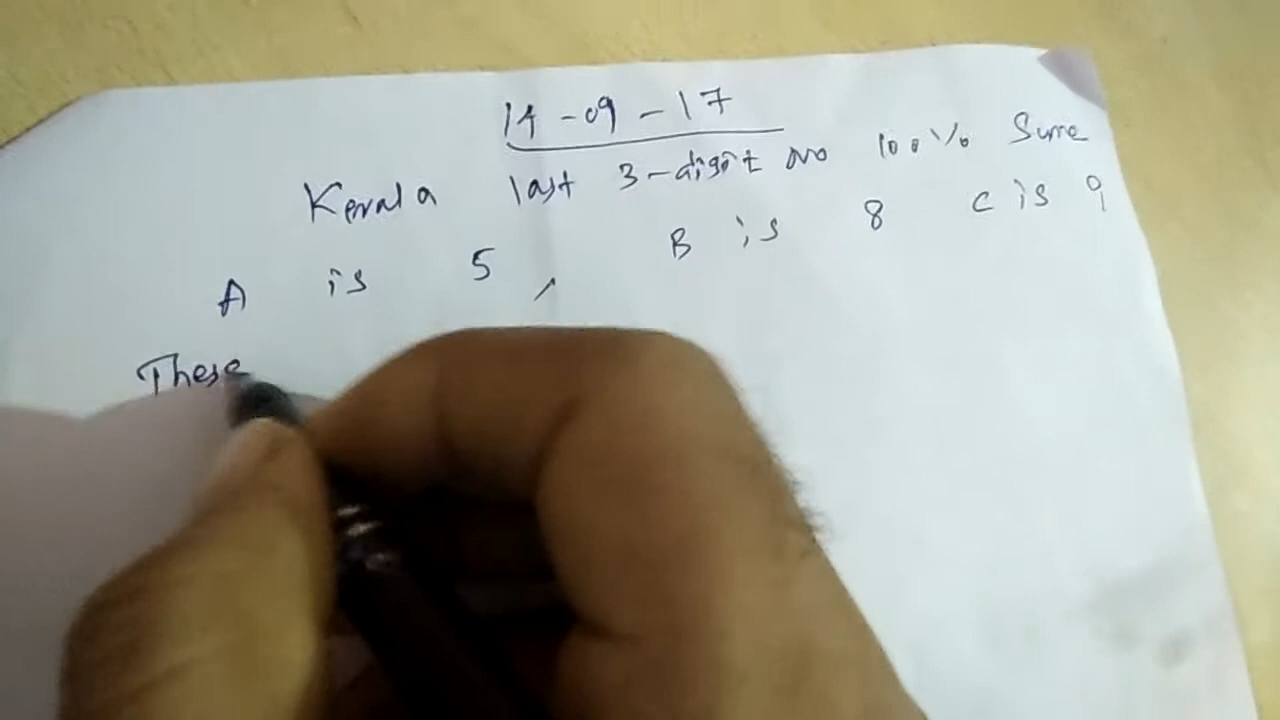 14-09-17
Kerala last 3-digit no 100% Sure
A is 5, B is 8 C is 9
These